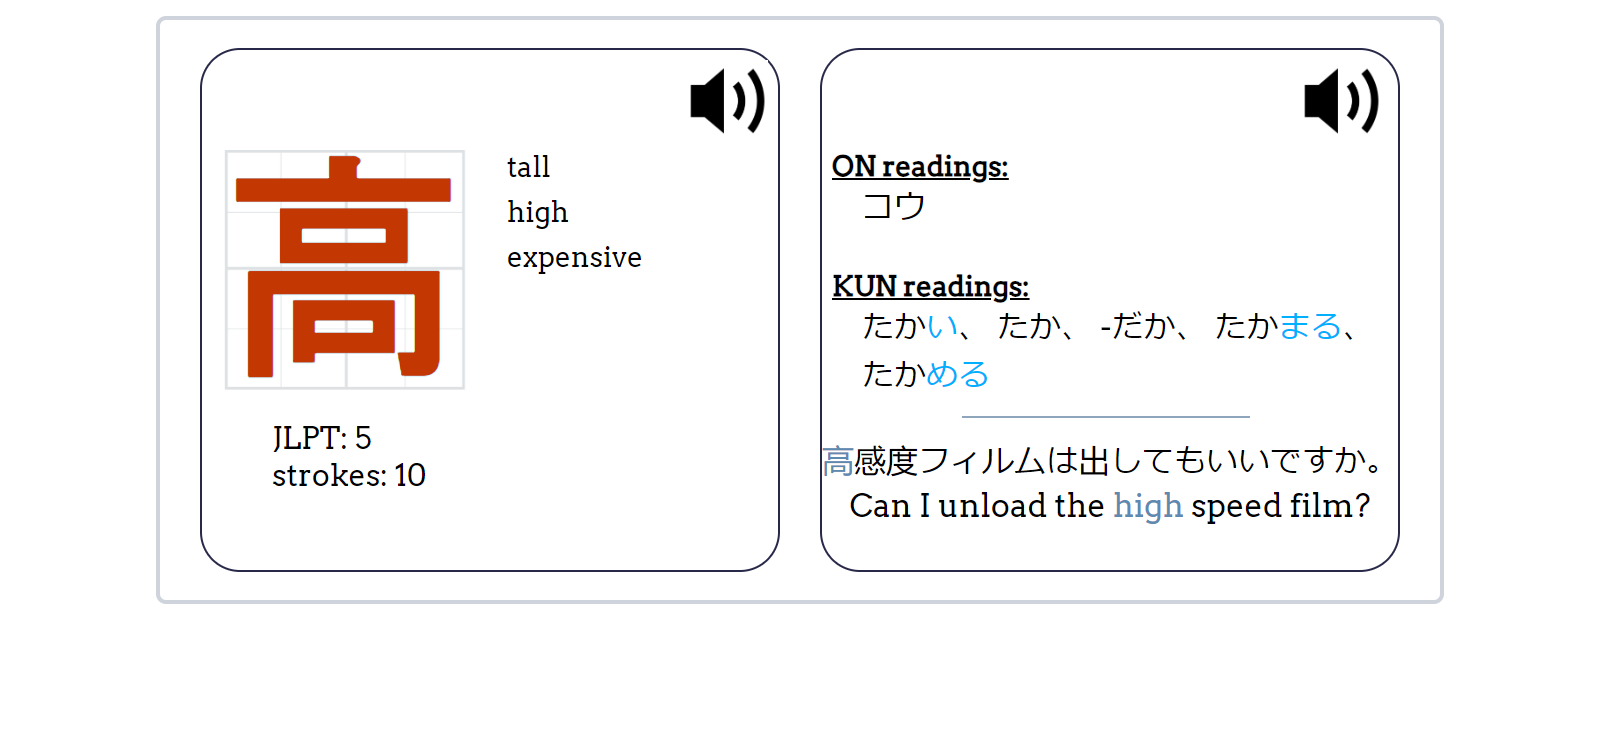 高
tall
high
expensive
JLPT: 5
strokes: 10
ON readings:
コウ
KUN readings:
たかい、 たか、 -だか、 たかまる、
たかめる
高感度フィルムは出してもいいですか。
Can I unload the high speed film?